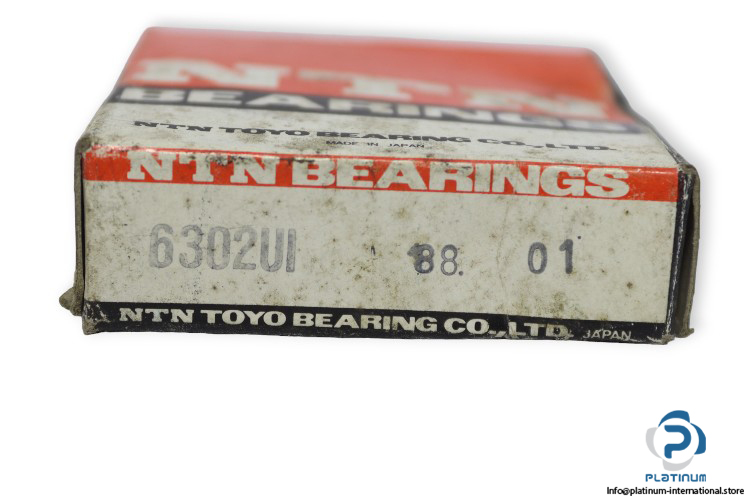 NTN
BEARINGS
NTN TOYO BEARING CO.,LTD.
MADE IN JAPAN
NTN BEARINGS
6302UI 88. 01
NTN TOYO BEARING CO.,LTD. JAPAN
PLATINUM
Info@platinum-international.store